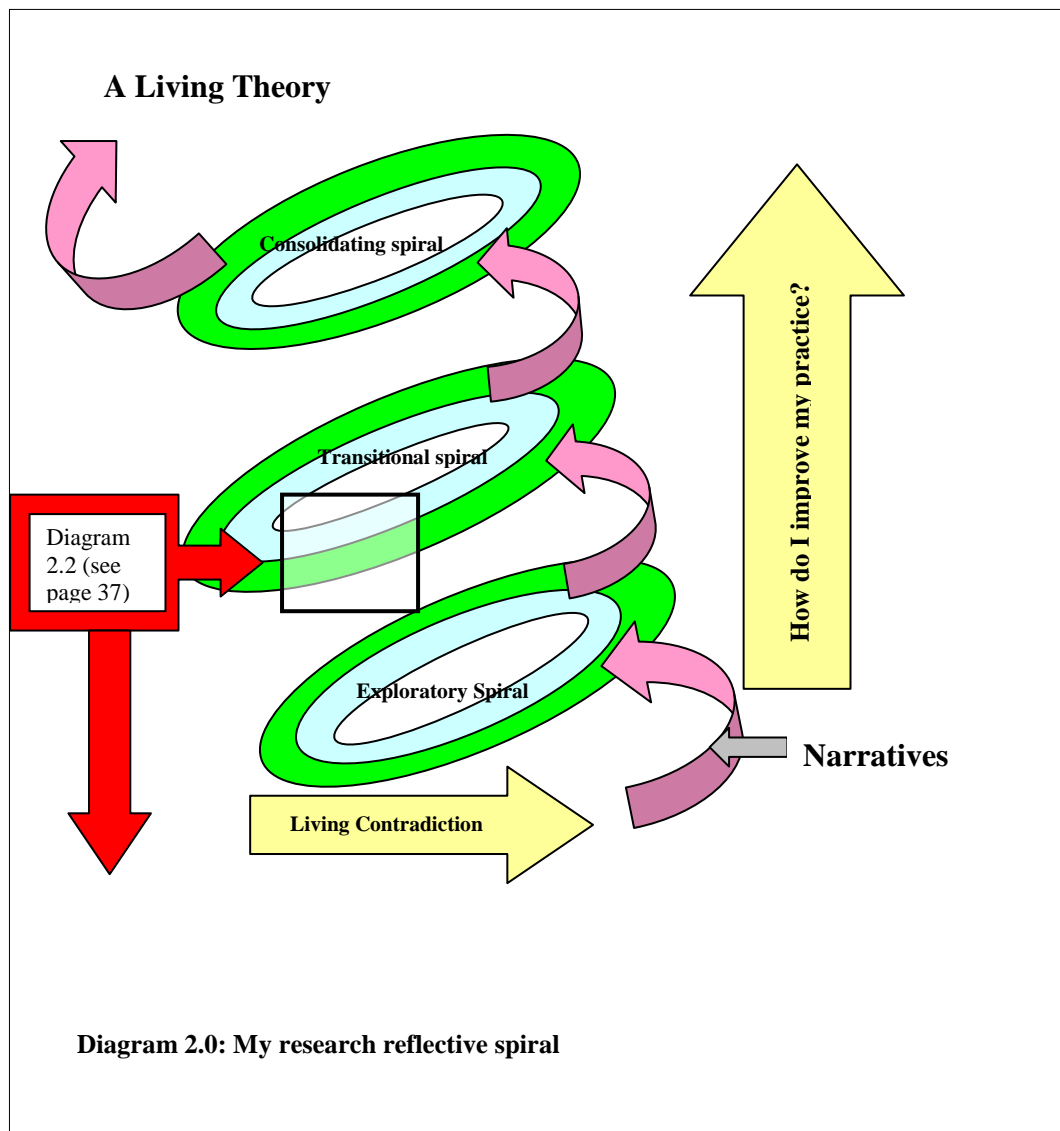 A Living Theory
Consolidating spiral
Transitional spiral
Diagram
2.2 (see
page 37)
How do I improve my practice?
Exploratory Spiral
Narratives
Living Contradiction
Diagram 2.0: My research reflective spiral